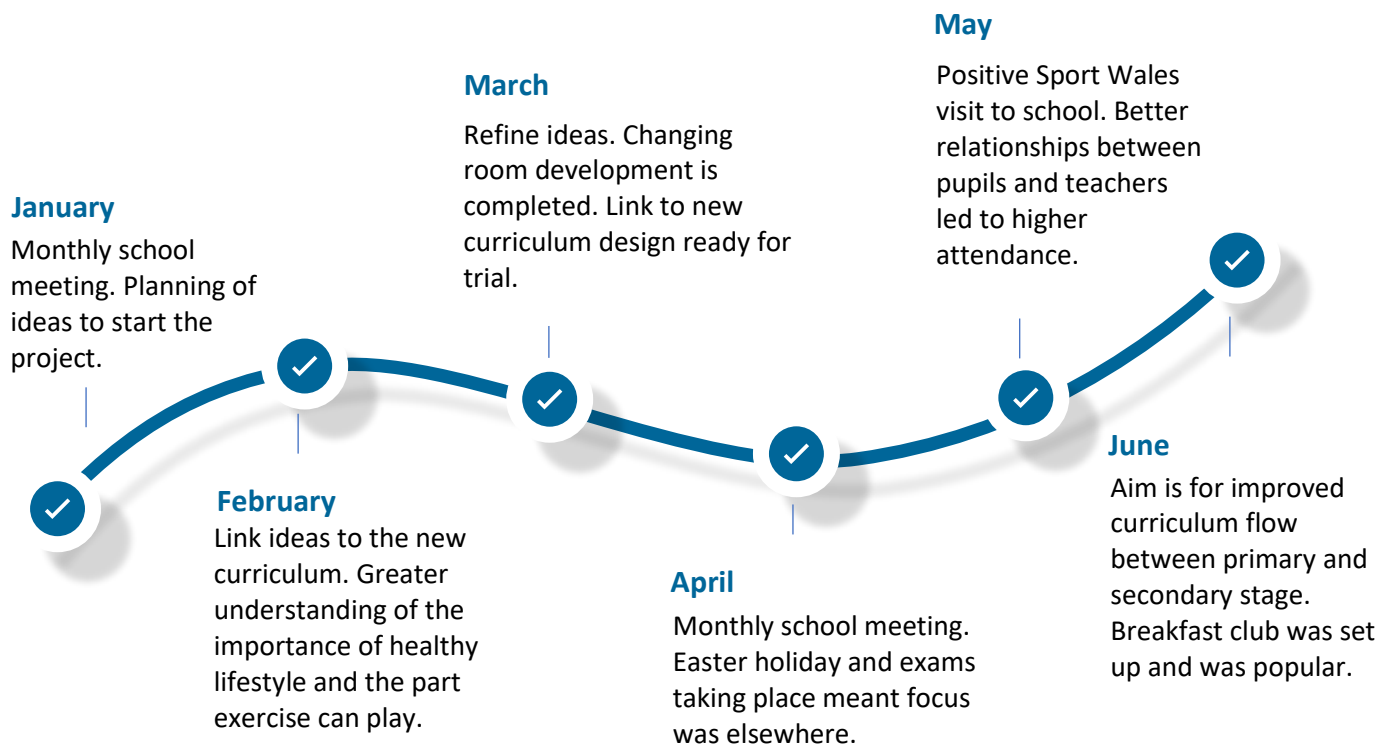 January
Monthly school
meeting. Planning of
ideas to start the
project.
February
Link ideas to the new
curriculum. Greater
understanding of the
importance of healthy
lifestyle and the part
exercise can play.
March
Refine ideas. Changing
room development is
completed. Link to new
curriculum design ready for
trial.
April
Monthly school meeting.
Easter holiday and exams
taking place meant focus
was elsewhere.
May
Positive Sport Wales
visit to school. Better
relationships between
pupils and teachers
led to higher
attendance.
June
Aim is for improved
curriculum flow
between primary and
secondary stage.
Breakfast club was set
up and was popular.